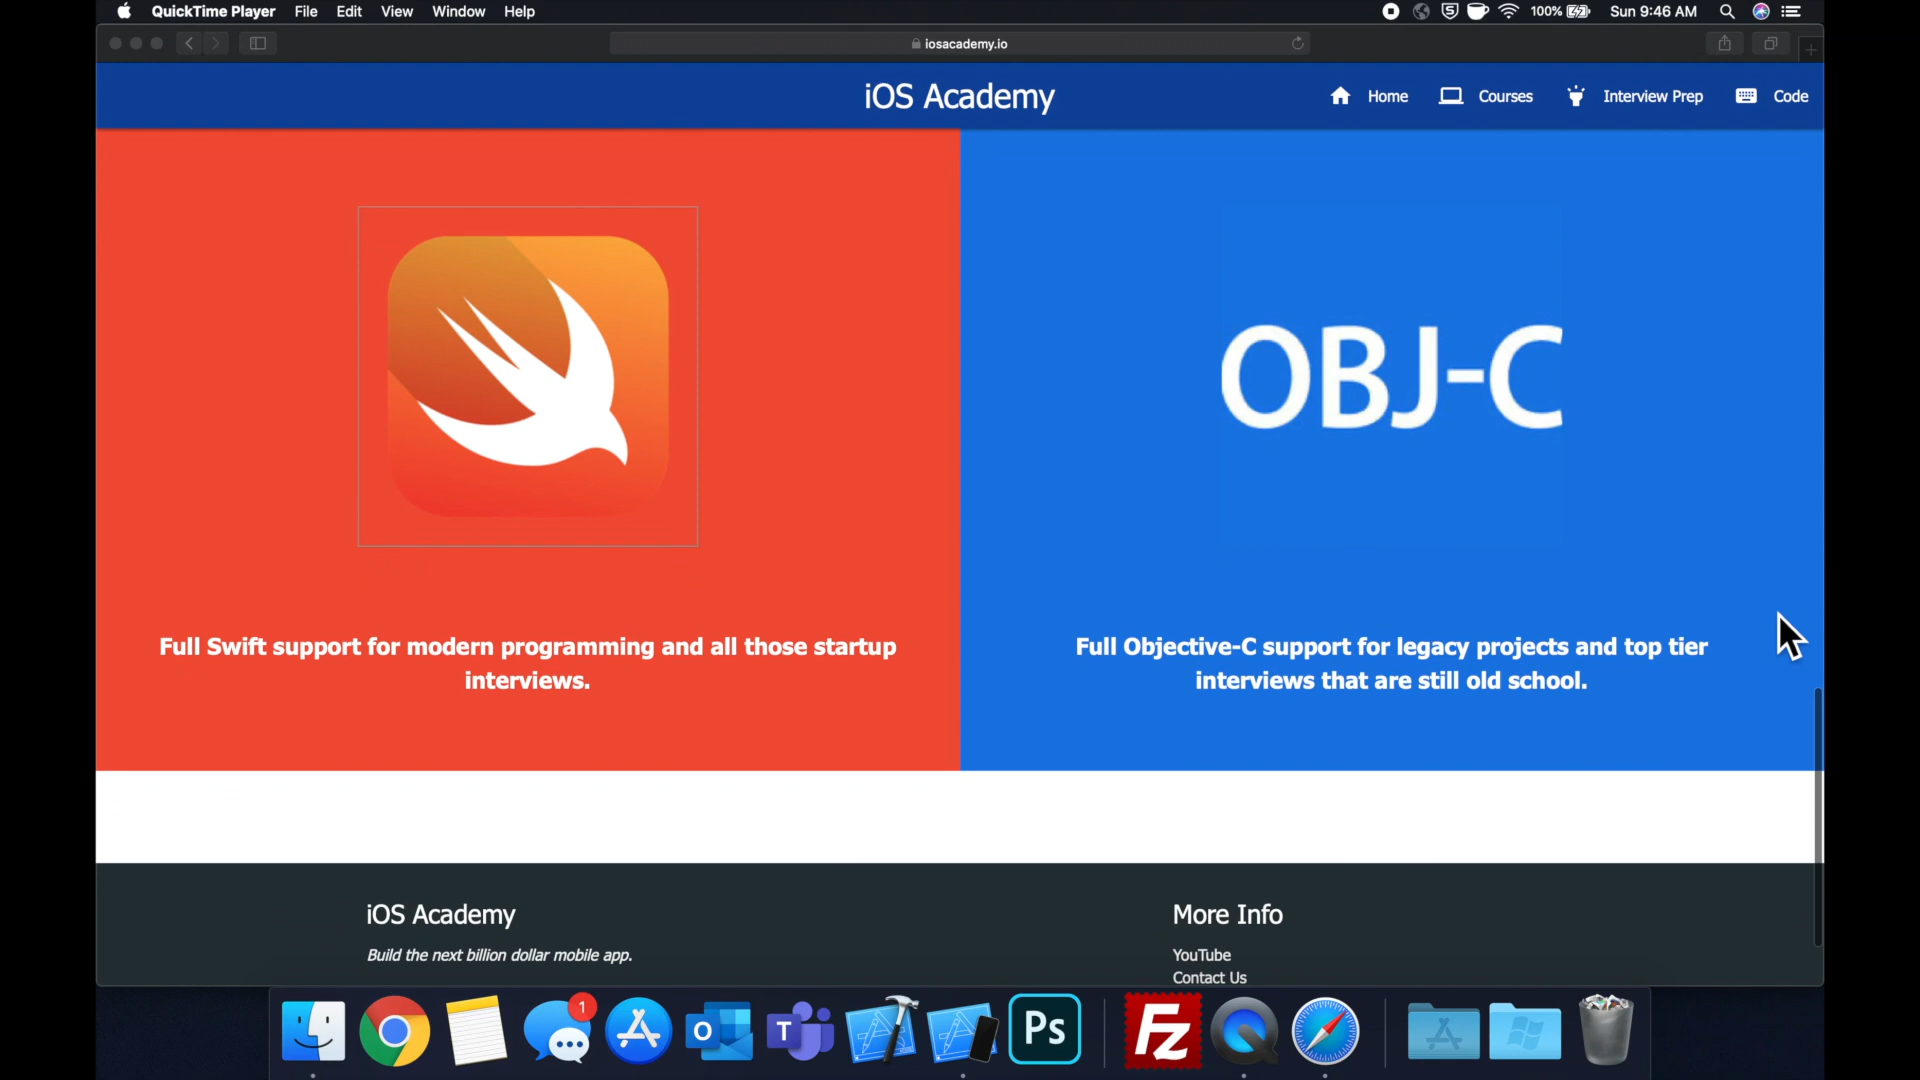 QuickTime Player File Edit View Window Help 100% Sun 9:46 AM
iosacademy.io
iOS Academy Home Courses Interview Prep Code
OBJ-C
Full Swift support for modern programming and all those startup
interviews.
Full Objective-C support for legacy projects and top tier
interviews that are still old school.
iOS Academy
Build the next billion dollar mobile app.
More Info
YouTube
Contact Us
1
O
T
Ps
Fz